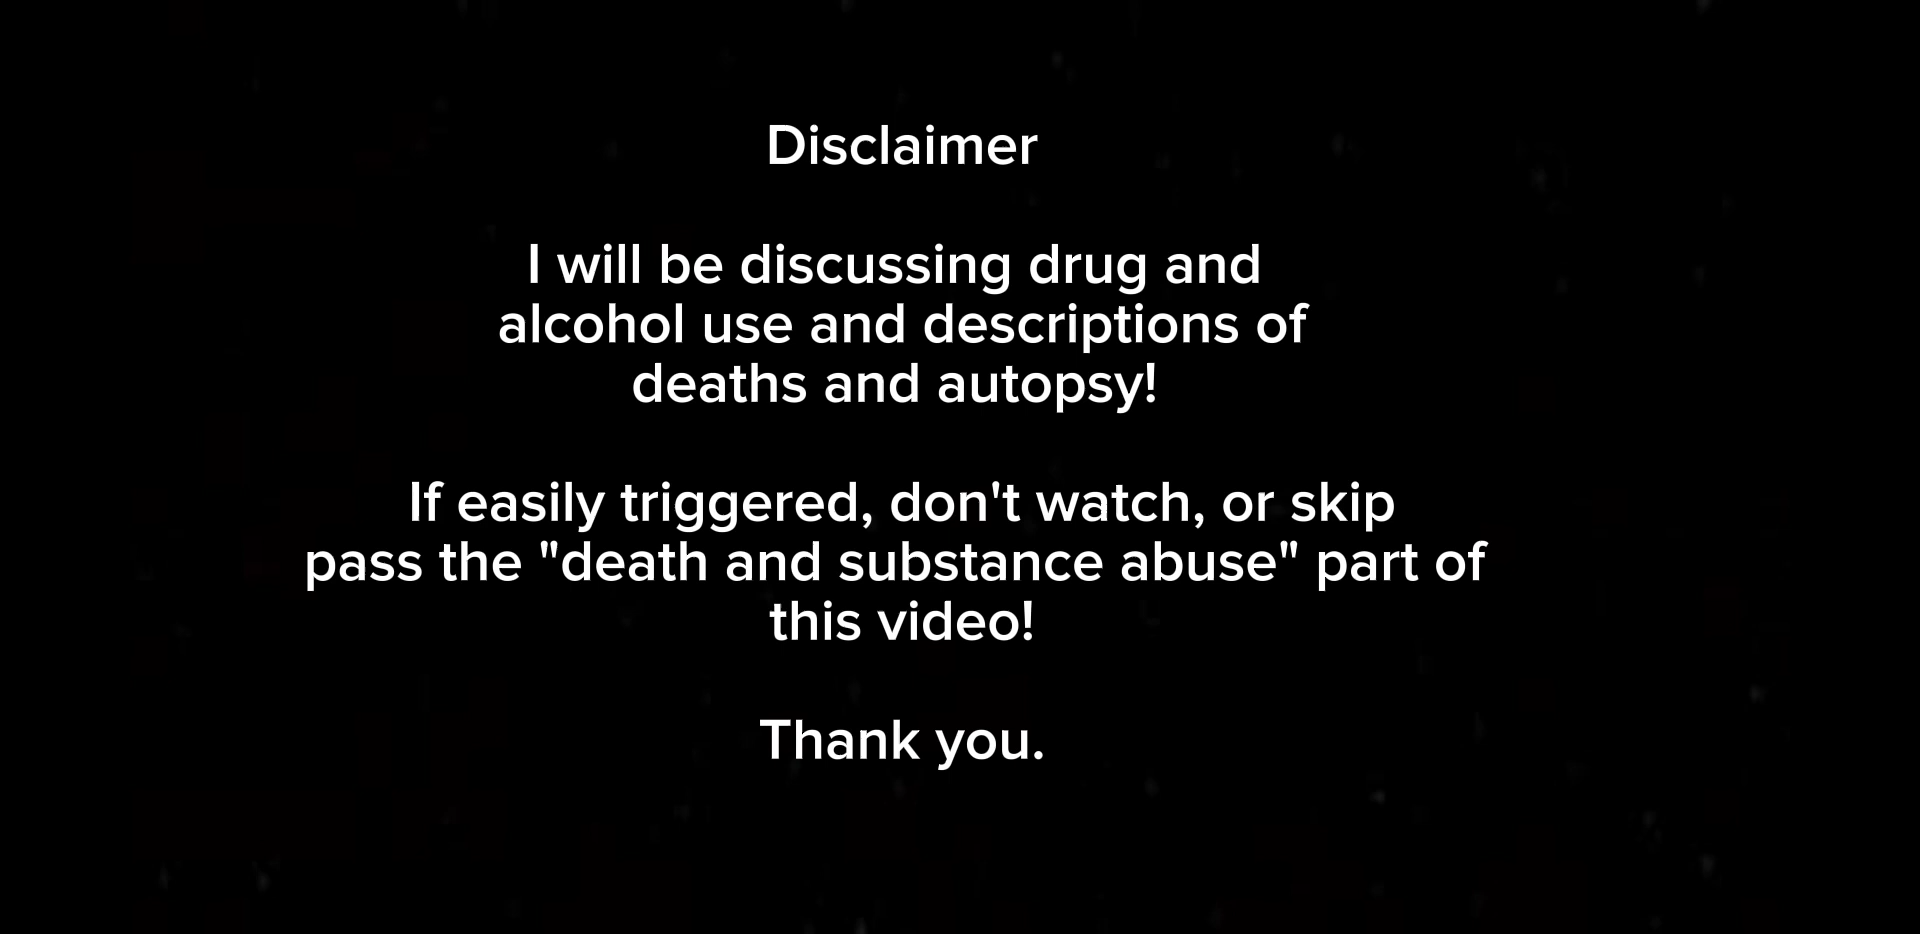 Disclaimer
I will be discussing drug and
alcohol use and descriptions of
deaths and autopsy!
If easily triggered, don't watch, or skip
pass the "death and substance abuse" part of
this video!
Thank you.